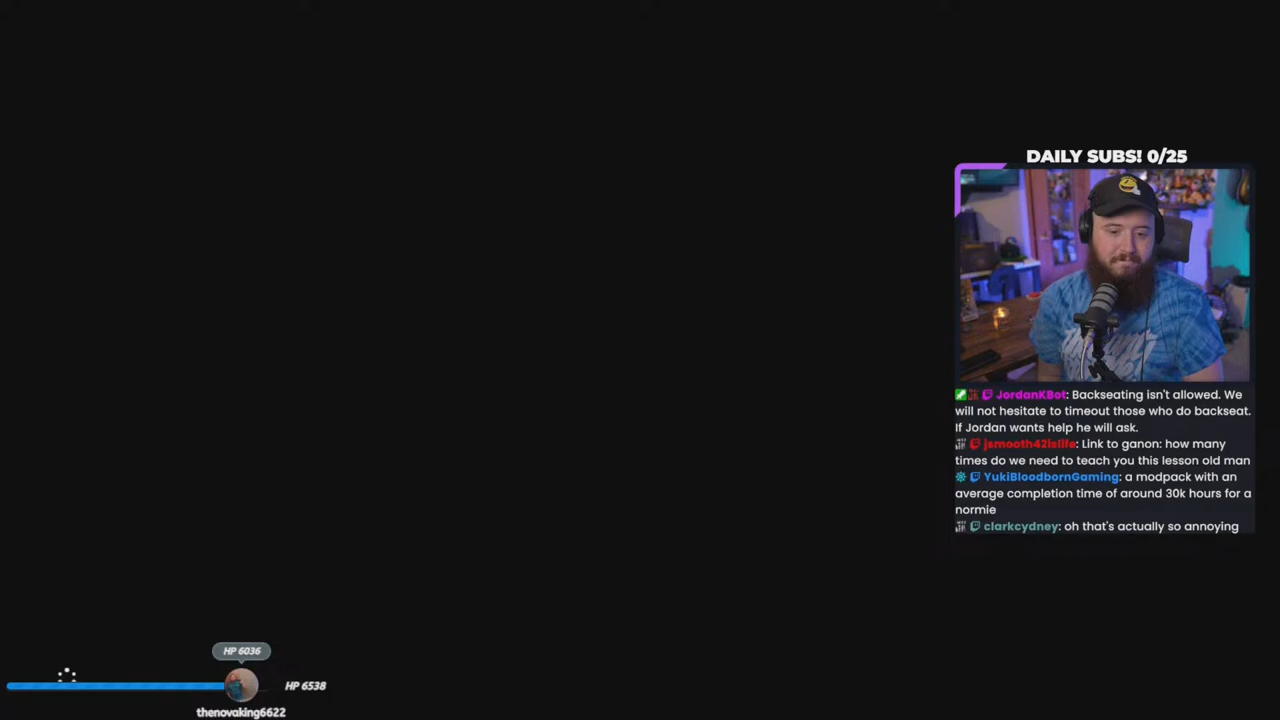 DAILY SUBS! 0/25
JordanKBot: Backseating isn't allowed. We
will not hesitate to timeout those who do backseat.
If Jordan wants help he will ask.
jsmooth42islife: Link to ganon: how many
times do we need to teach you this lesson old man
YukiBloodbornGaming: a modpack with an
average completion time of around 30k hours for a
normie
clarkcydney: oh that's actually so annoying
HP 6036
HP 6538
thenovaking6622